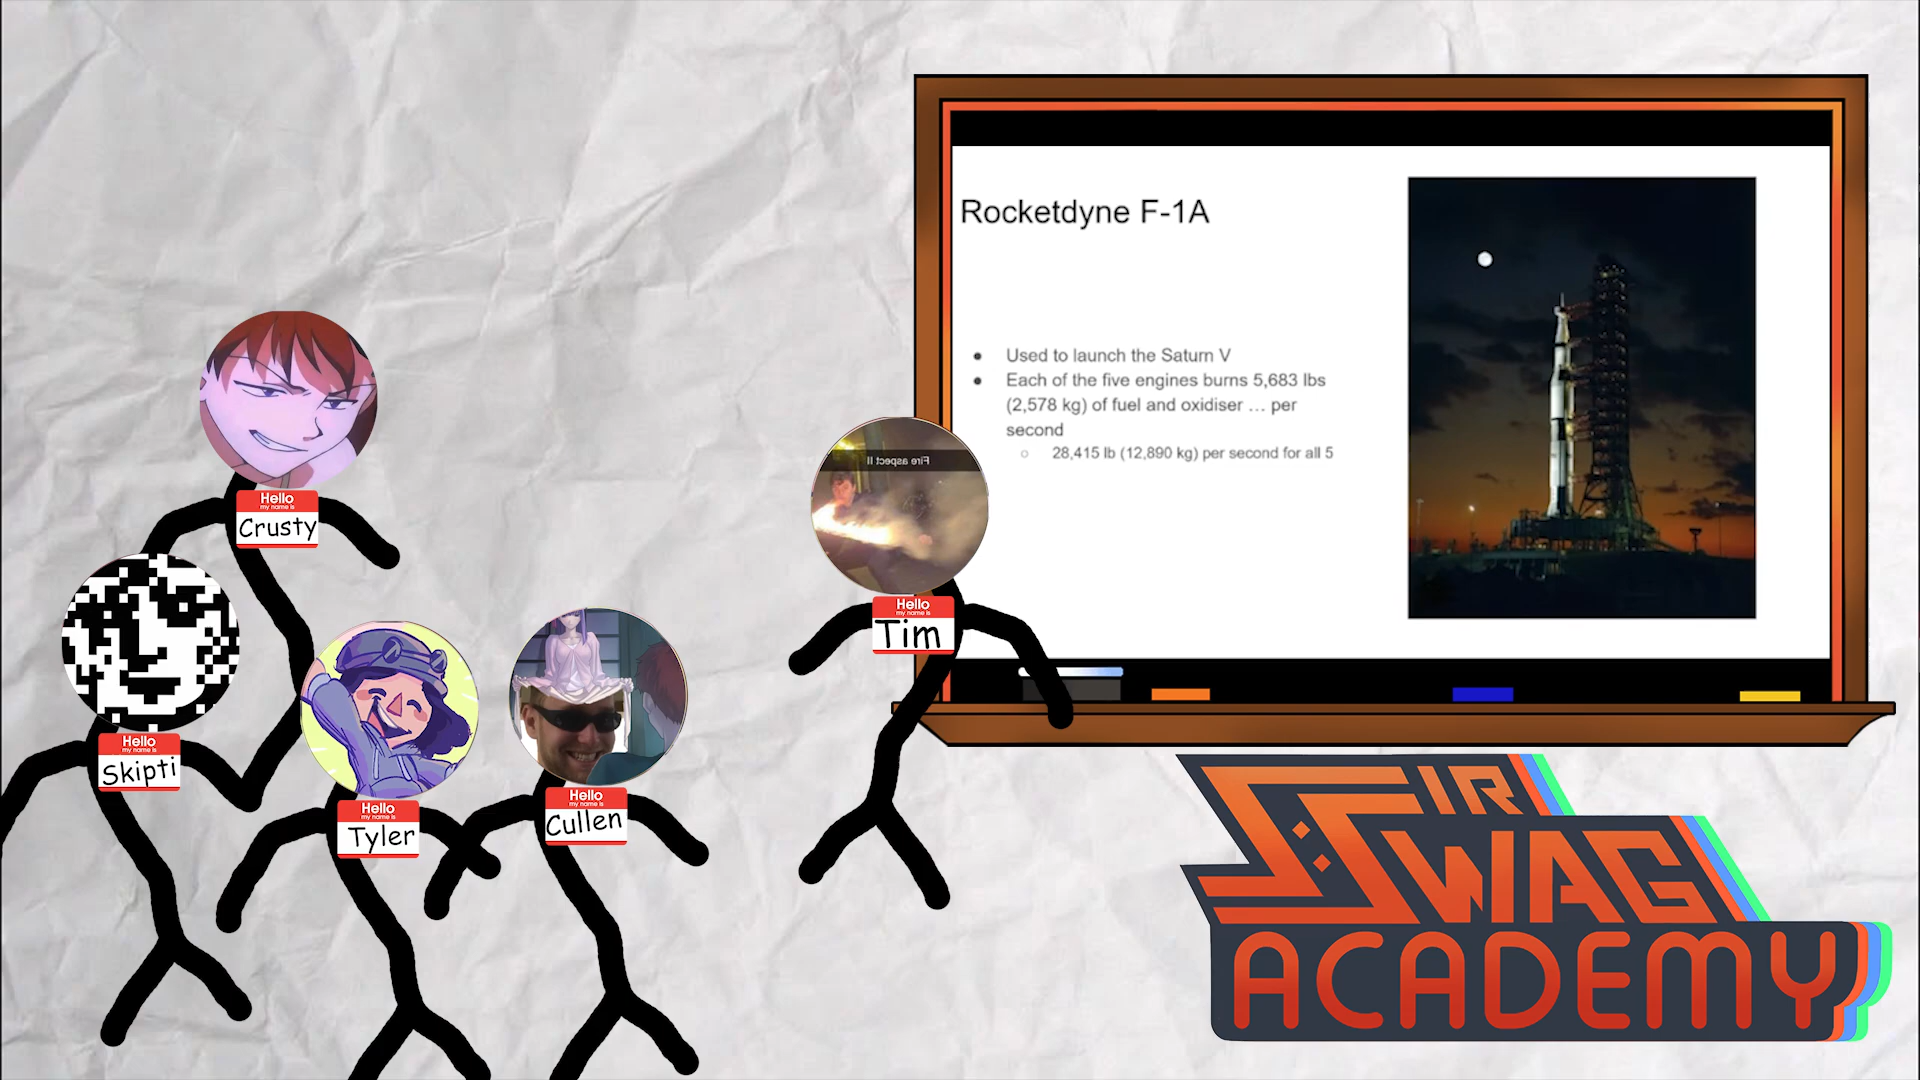 Rocketdyne F-1A
Used to launch the Saturn V
Each of the five engines burns 5,683 lbs
(2,578 kg) of fuel and oxidiser … per
second
28,415 lb (12,890 kg) per second for all 5
Fire aspect II
Hello
my name is
Crusty
Hello
my name is
Tim
Hello
my name is
Skipti
Hello
my name is
Tyler
Hello
my name is
Cullen
SIR
SWAG
ACADEMY